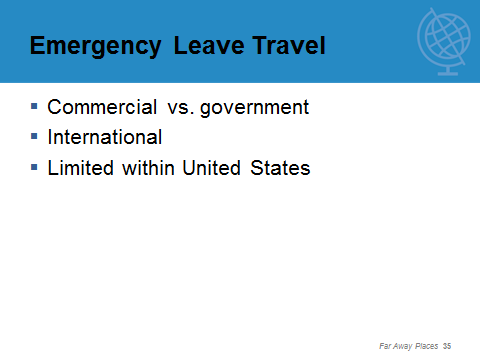 Emergency Leave Travel
▪ Commercial vs. government
▪ International
▪ Limited within United States
Far Away Places 35